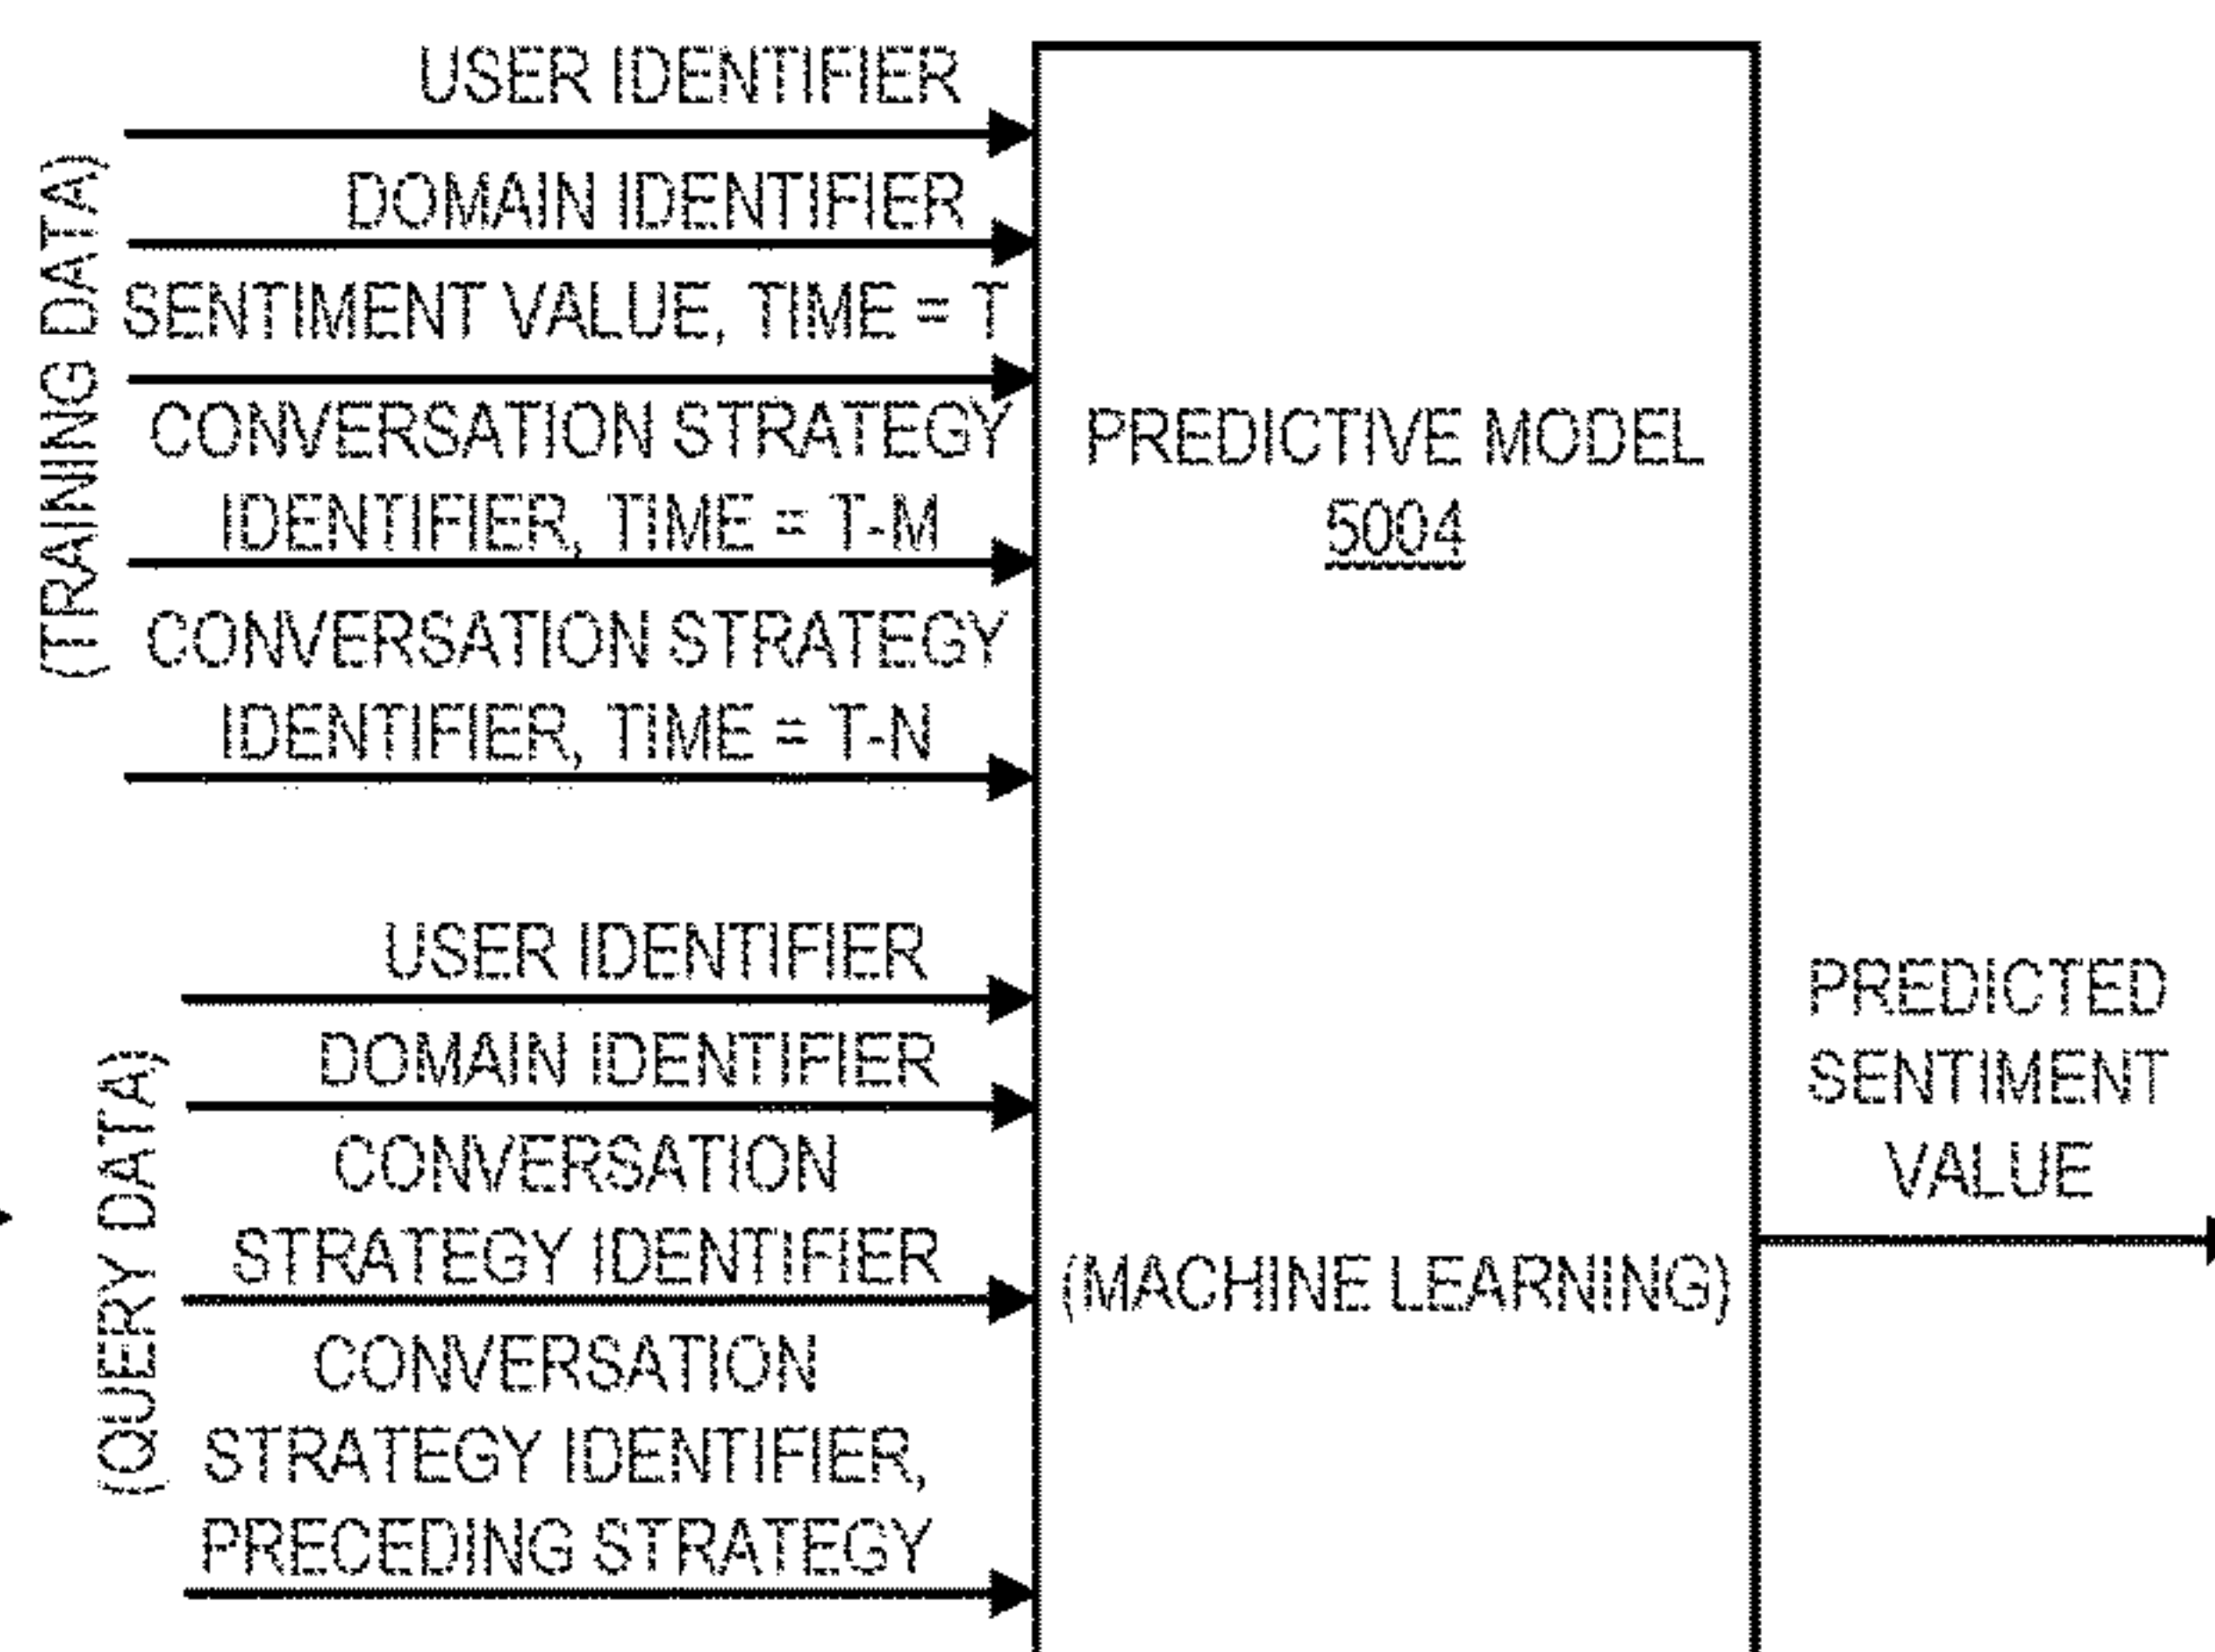 (TRAINING DATA)
USER IDENTIFIER
DOMAIN IDENTIFIER
SENTIMENT VALUE, TIME = T
CONVERSATION STRATEGY
IDENTIFIER, TIME = T-M
CONVERSATION STRATEGY
IDENTIFIER, TIME = T-N
(QUERY DATA)
USER IDENTIFIER
DOMAIN IDENTIFIER
CONVERSATION
STRATEGY IDENTIFIER
CONVERSATION
STRATEGY IDENTIFIER,
PRECEDING STRATEGY
PREDICTIVE MODEL
5004
(MACHINE LEARNING)
PREDICTED
SENTIMENT
VALUE